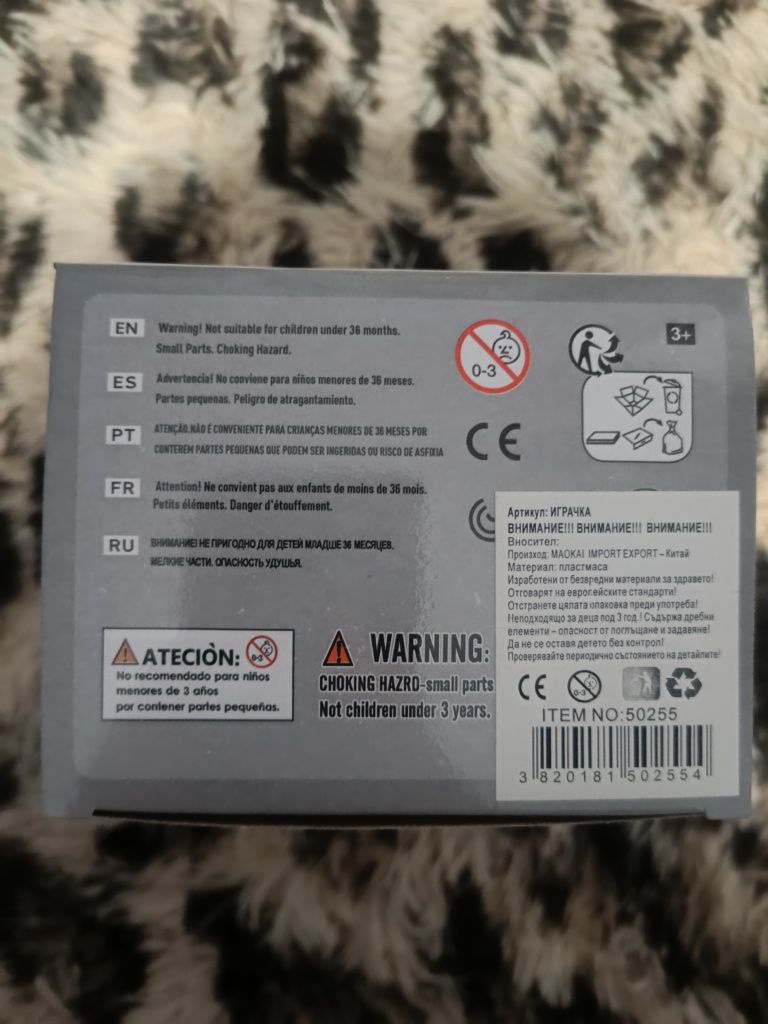 EN Warning! Not suitable for children under 36 months.
Small Parts. Choking Hazard.
ES Advertencia! No conviene para niños menores de 36 meses.
Partes pequenas. Peligro de atragantamiento.
PT ATENÇÃO.NÃO É CONVENIENTE PARA CRIANÇAS MENORES DE 36 MESES POR
CONTEREM PARTES PEQUENAS QUE PODEM SER INGERIDAS OU RISCO DE ASFIXIA
FR Attention! Ne convient pas aux enfants de moins de 36 mois.
Petits éléments. Danger d'étouffement.
RU ВНИМАНИЕ! НЕ ПРИГОДНО ДЛЯ ДЕТЕЙ МЛАДШЕ 36 МЕСЯЦЕВ.
МЕЛКИЕ ЧАСТИ. ОПАСНОСТЬ УДУШЬЯ.
0-3
3+
CE
ATECIÒN:
0-3
No recomendado para niños
menores de 3 años
por contener partes pequeñas.
WARNING:
CHOKING HAZRD-small parts
Not children under 3 years.
Артикул: ИГРАЧКА
ВНИМАНИЕ!!! ВНИМАНИЕ!!! ВНИМАНИЕ!!!
Вносител:
Произход: MAOKAI IMPORT EXPORT – Китай
Материал: пластмаса
Изработени от безвредни материали за здравето!
Отговарят на европейските стандарти!
Отстранете цялата опаковка преди употреба!
Неподходящо за деца под 3 год.! Съдържа дребни
елементи – опасност от поглъщане и задавяне!
Да не се оставя детето без контрол!
Проверявайте периодично състоянието на детайлите!
CE 0-3
ITEM NO:50255
3 820181 502554